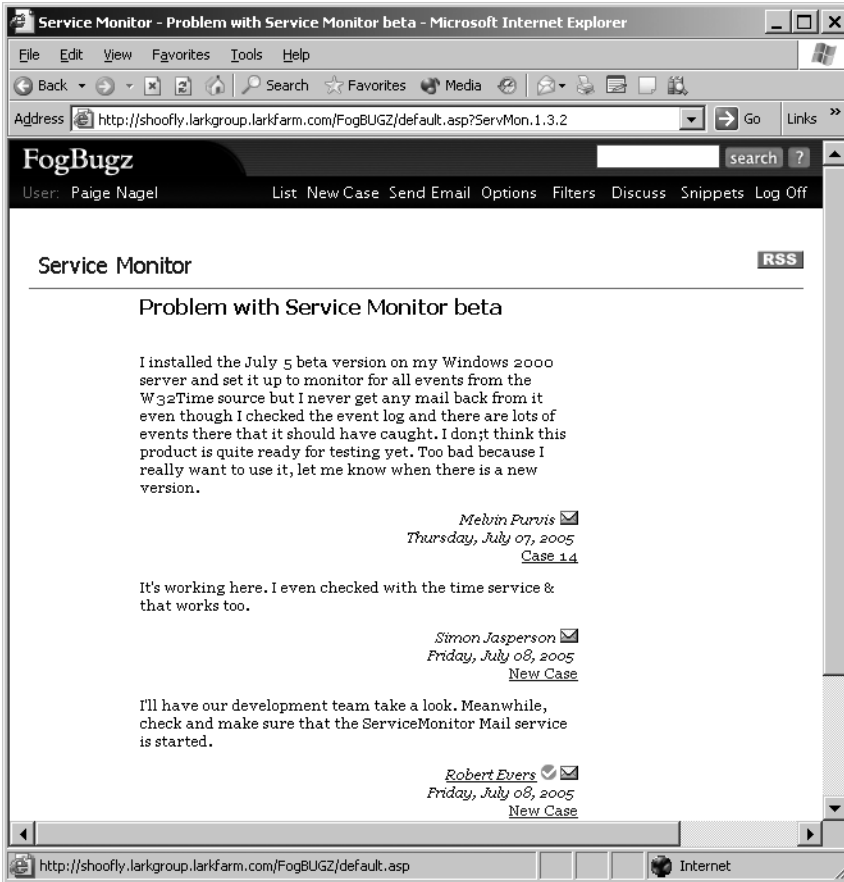 Service Monitor - Problem with Service Monitor beta - Microsoft Internet Explorer
File Edit View Favorites Tools Help
Back Search Favorites Media
Address http://shoofly.larkgroup.larkfarm.com/FogBUGZ/default.asp?ServMon.1.3.2 Go Links »
FogBugz search ?
User: Paige Nagel List New Case Send Email Options Filters Discuss Snippets Log Off
Service Monitor RSS
Problem with Service Monitor beta
I installed the July 5 beta version on my Windows 2000
server and set it up to monitor for all events from the
W32Time source but I never get any mail back from it
even though I checked the event log and there are lots of
events there that it should have caught. I don;t think this
product is quite ready for testing yet. Too bad because I
really want to use it, let me know when there is a new
version.
Melvin Purvis
Thursday, July 07, 2005
Case 14
It's working here. I even checked with the time service &
that works too.
Simon Jasperson
Friday, July 08, 2005
New Case
I'll have our development team take a look. Meanwhile,
check and make sure that the ServiceMonitor Mail service
is started.
Robert Evers
Friday, July 08, 2005
New Case
http://shoofly.larkgroup.larkfarm.com/FogBUGZ/default.asp Internet